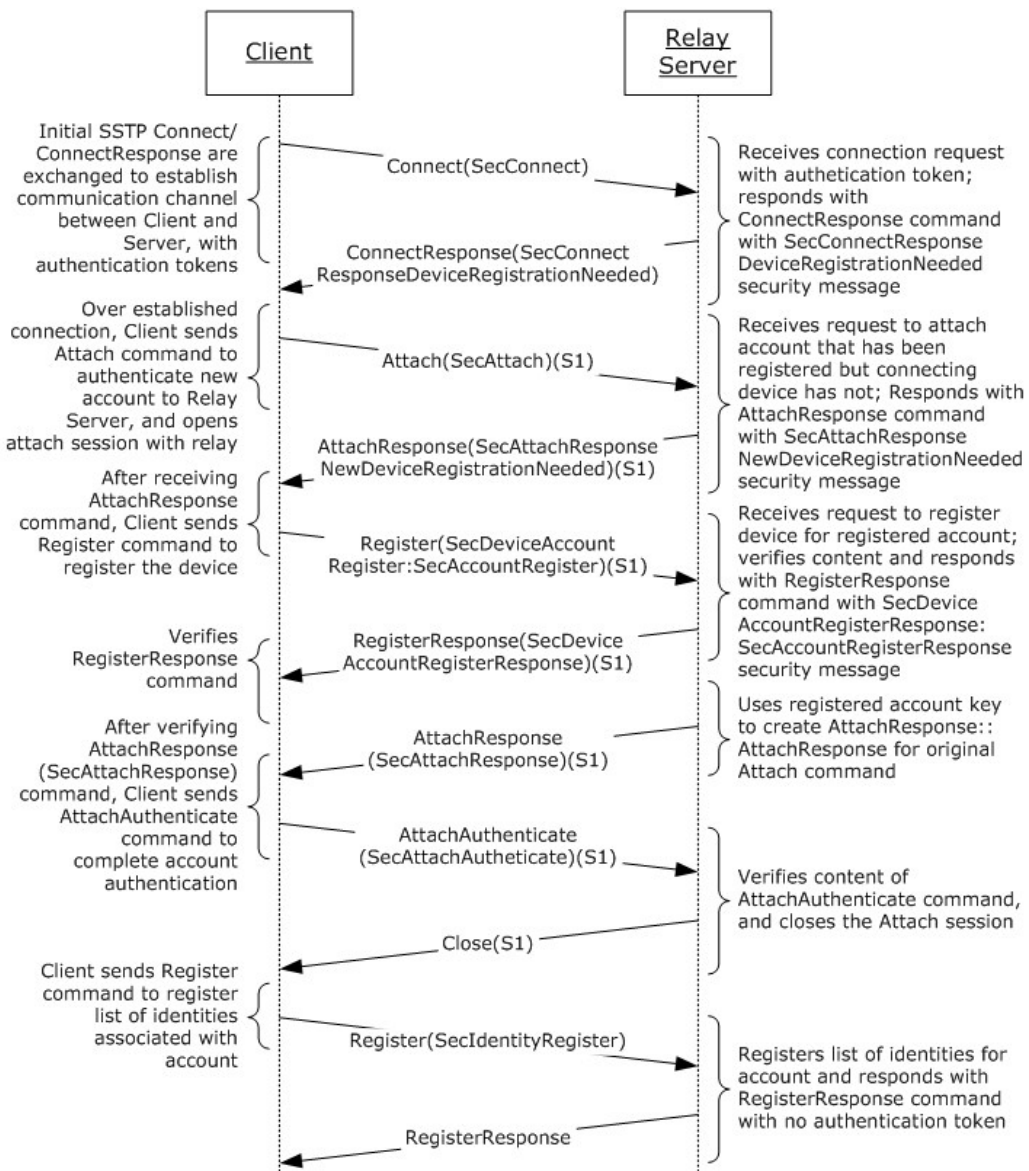 Client
Relay
Server
Initial SSTP Connect/
ConnectResponse are
exchanged to establish
communication channel
between Client and
Server, with
authentication tokens
Connect(SecConnect)
Receives connection request
with authetication token;
responds with
ConnectResponse command
with SecConnectResponse
DeviceRegistrationNeeded
security message
ConnectResponse(SecConnect
ResponseDeviceRegistrationNeeded)
Over established
connection, Client sends
Attach command to
authenticate new
account to Relay
Server, and opens
attach session with relay
Attach(SecAttach)(S1)
Receives request to attach
account that has been
registered but connecting
device has not; Responds with
AttachResponse command
with SecAttachResponse
NewDeviceRegistrationNeeded
security message
AttachResponse(SecAttachResponse
NewDeviceRegistrationNeeded)(S1)
After receiving
AttachResponse
command, Client sends
Register command to
register the device
Register(SecDeviceAccount
Register:SecAccountRegister)(S1)
Receives request to register
device for registered account;
verifies content and responds
with RegisterResponse
command with SecDevice
AccountRegisterResponse:
SecAccountRegisterResponse
security message
Verifies
RegisterResponse
command
RegisterResponse(SecDevice
AccountRegisterResponse)(S1)
Uses registered account key
to create AttachResponse::
AttachResponse for original
Attach command
AttachResponse
(SecAttachResponse)(S1)
After verifying
AttachResponse
(SecAttachResponse)
command, Client sends
AttachAuthenticate
command to
complete account
authentication
AttachAuthenticate
(SecAttachAutheticate)(S1)
Verifies content of
AttachAuthenticate command,
and closes the Attach session
Close(S1)
Client sends Register
command to register
list of identities
associated with
account
Register(SecIdentityRegister)
Registers list of identities for
account and responds with
RegisterResponse command
with no authentication token
RegisterResponse